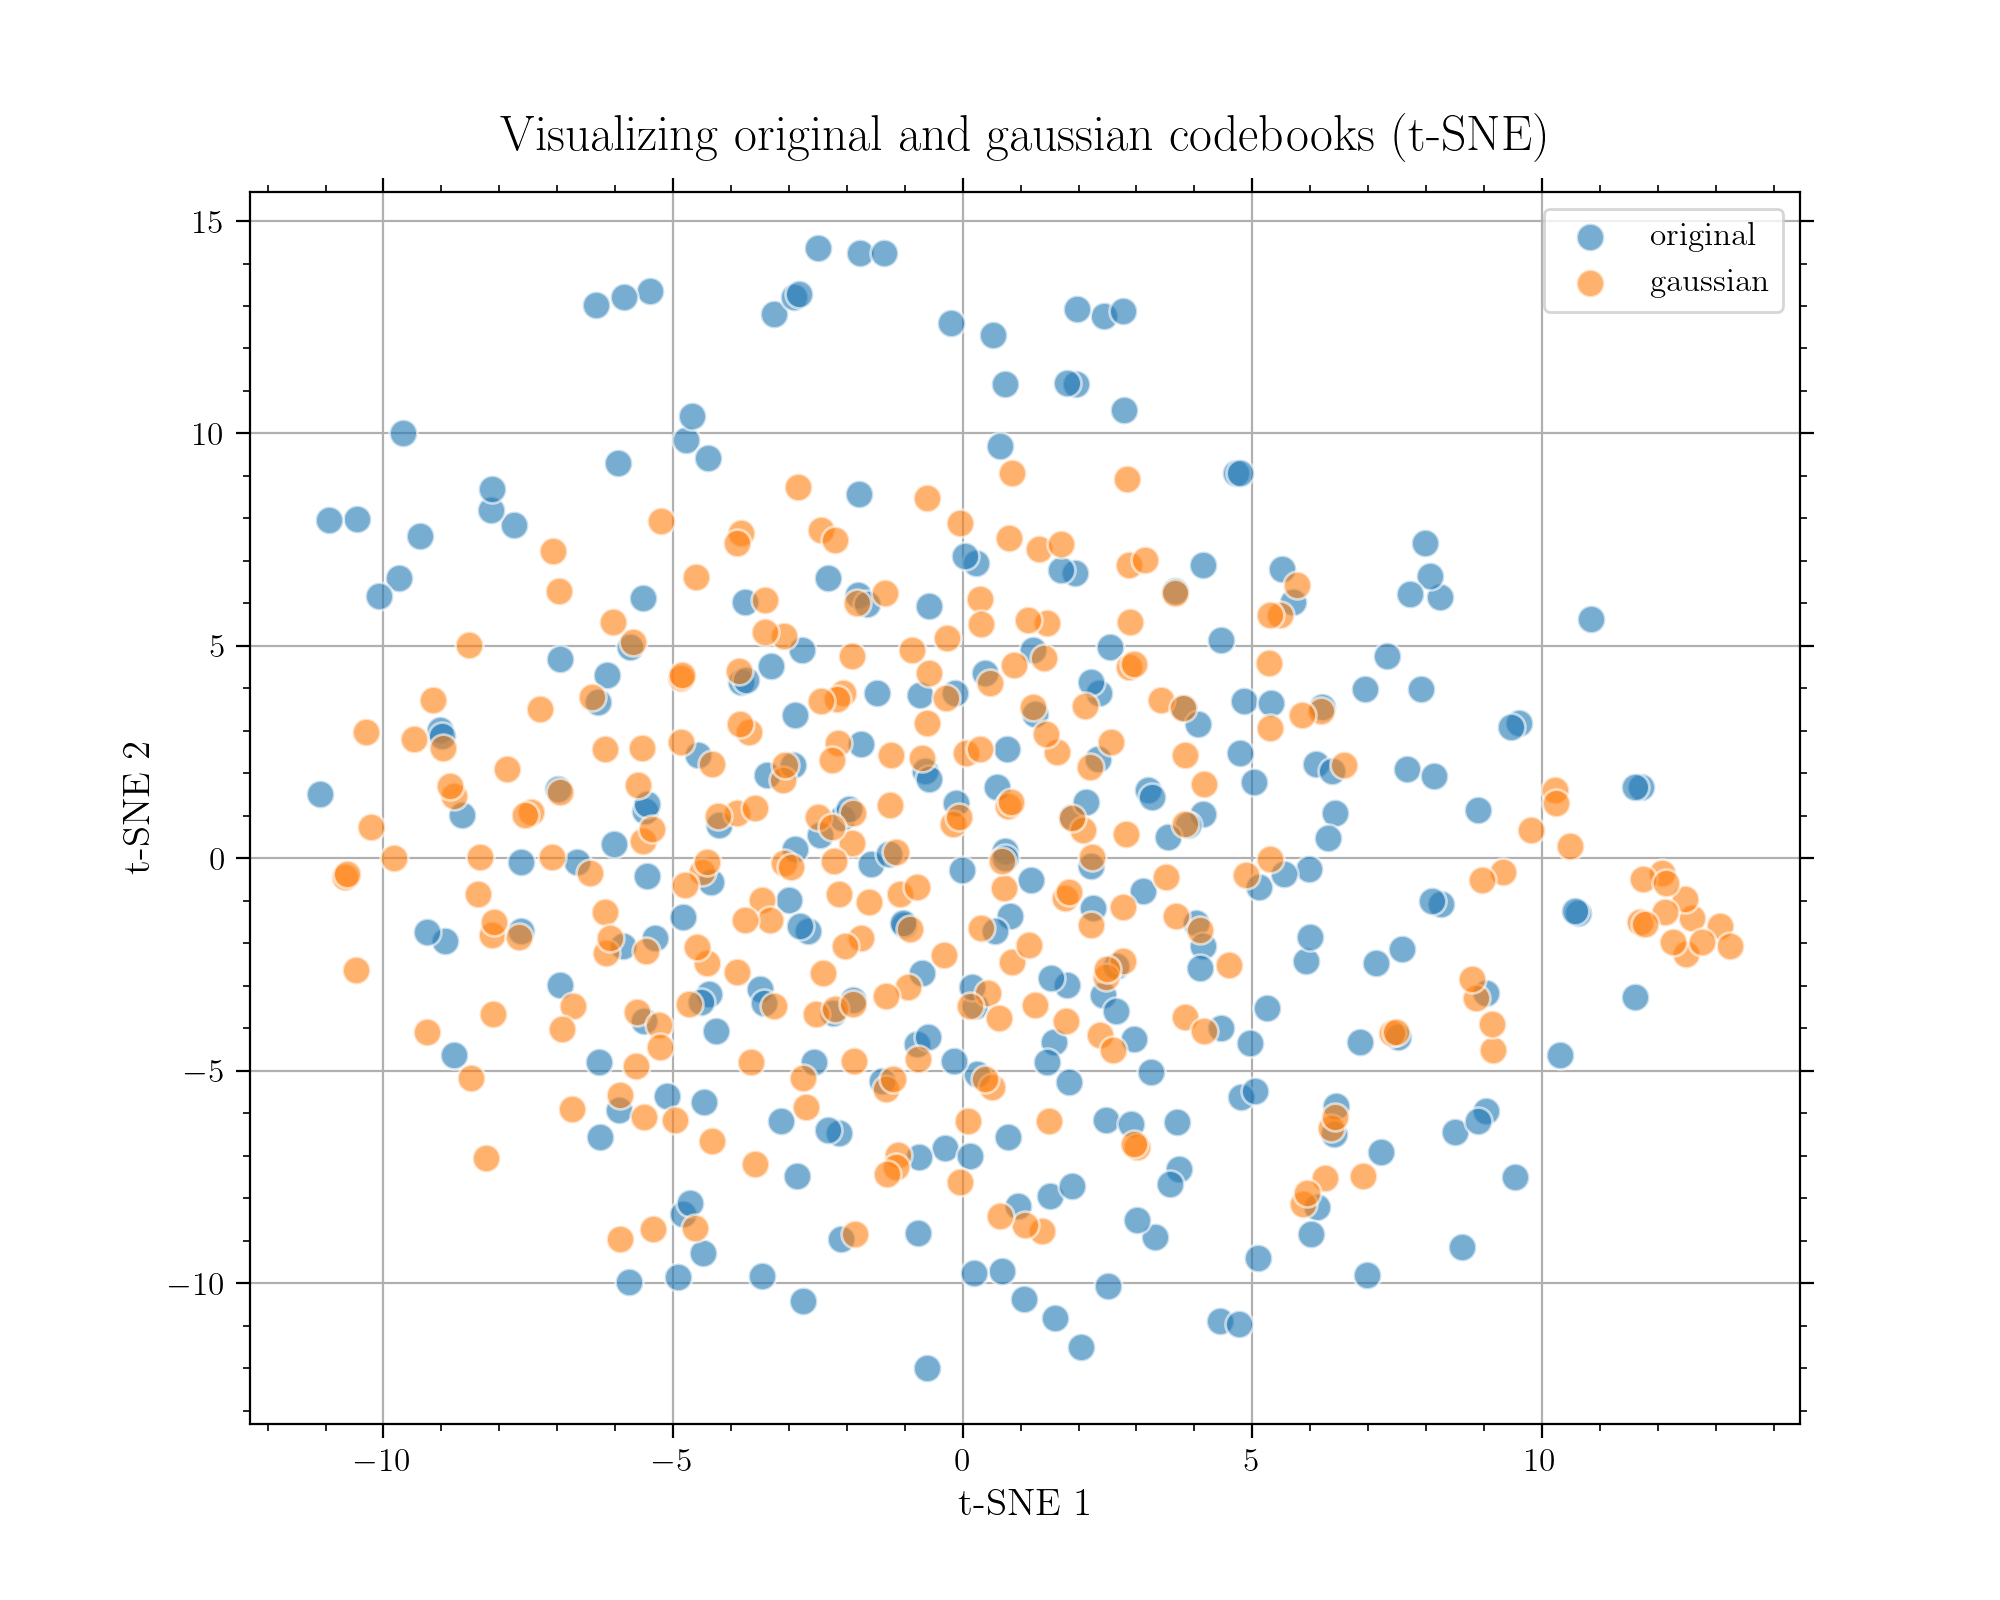 Visualizing original and gaussian codebooks (t-SNE)
original
gaussian
15
10
5
0
−5
−10
t-SNE 2
−10
−5
0
5
10
t-SNE 1